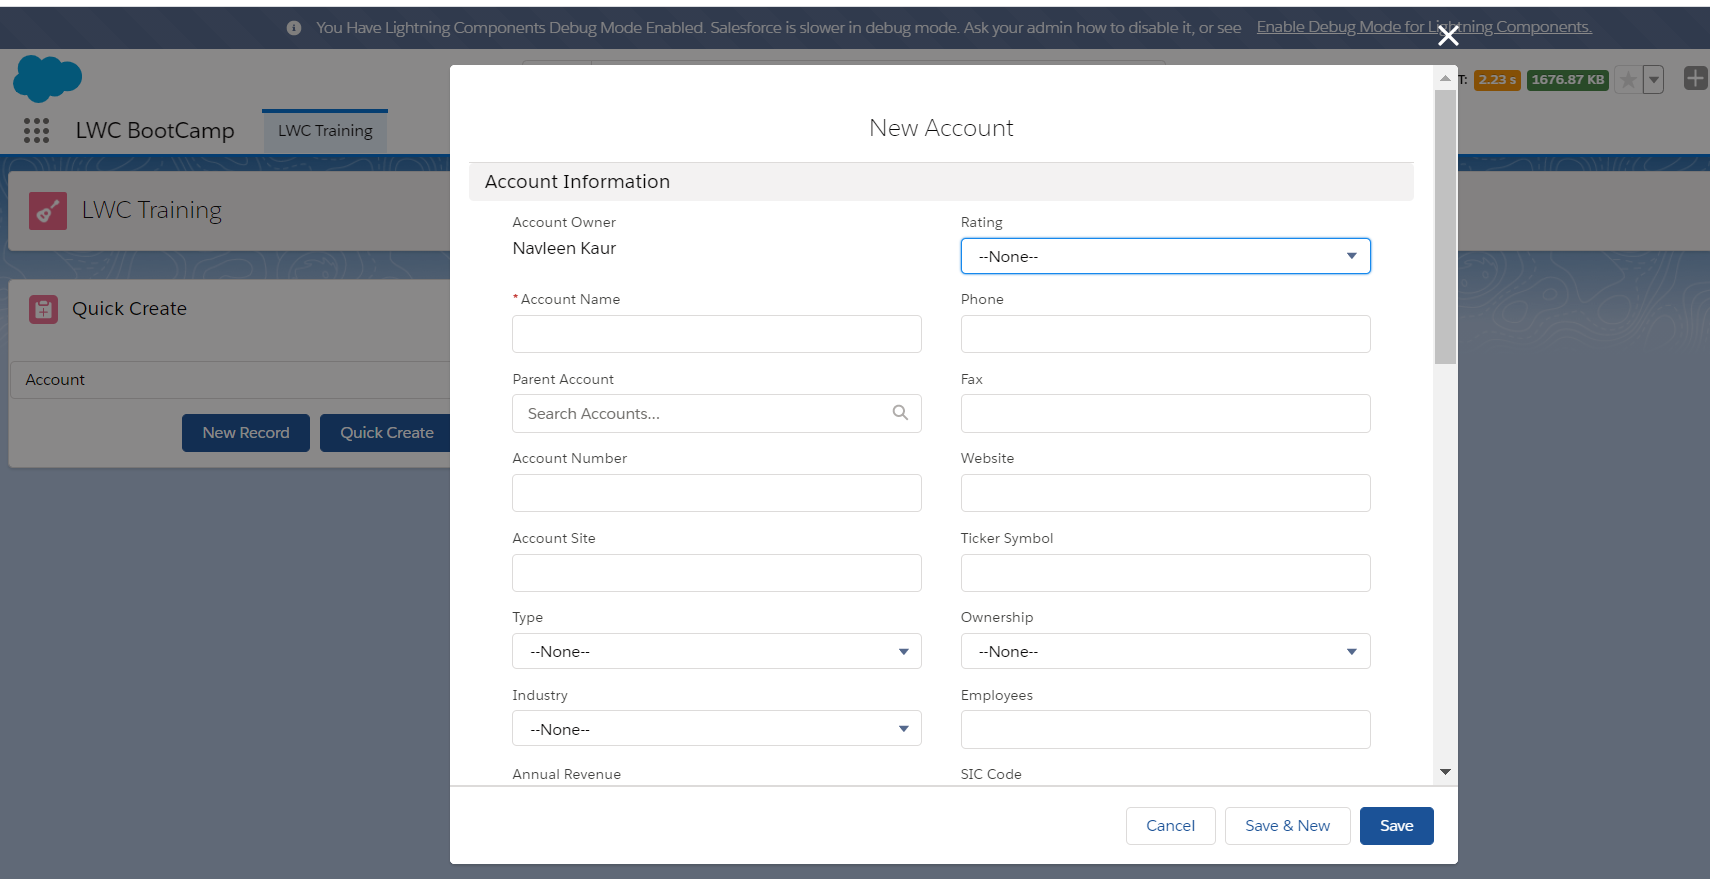 You Have Lightning Components Debug Mode Enabled. Salesforce is slower in debug mode. Ask your admin how to disable it, or see Enable Debug Mode for Lightning Components.
T: 2.23 s 1676.87 KB
LWC BootCamp LWC Training
LWC Training
Quick Create
Account
New Record Quick Create
New Account
Account Information
Account Owner Rating
Navleen Kaur --None--
*Account Name Phone
Parent Account Fax
Search Accounts...
Account Number Website
Account Site Ticker Symbol
Type Ownership
--None-- --None--
Industry Employees
--None--
Annual Revenue SIC Code
Cancel Save & New Save